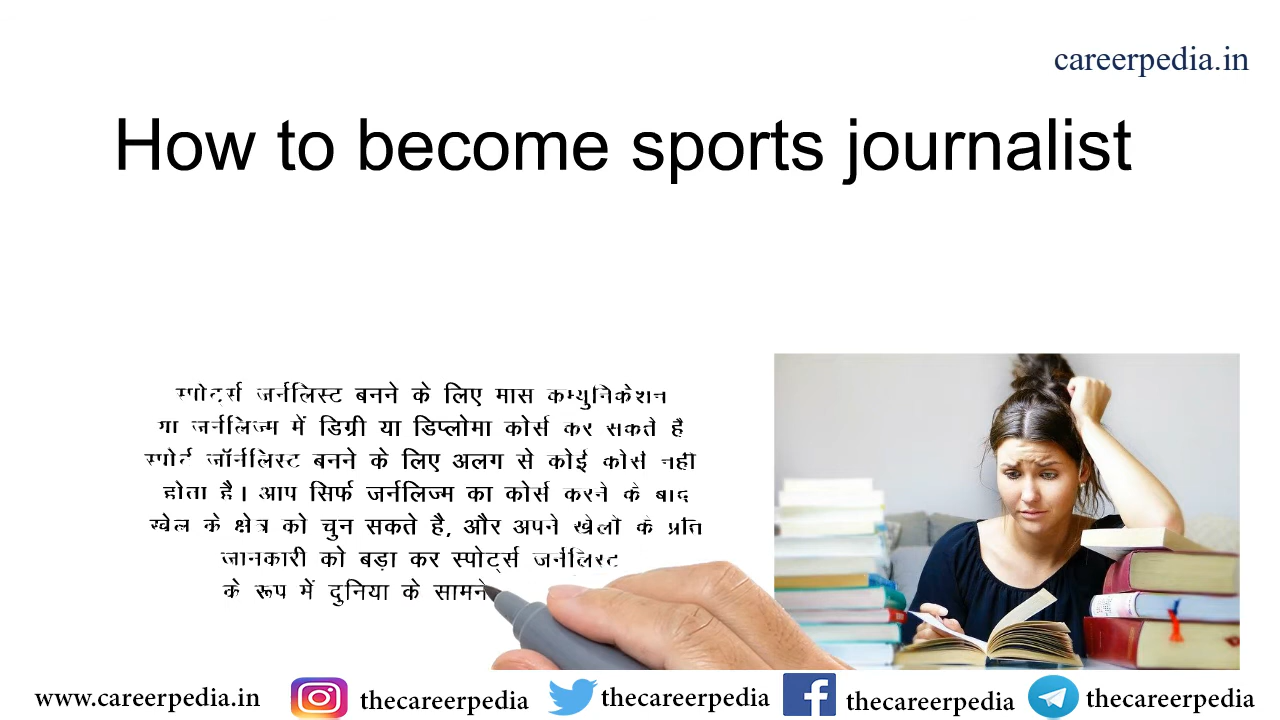 careerpedia.in
How to become sports journalist
स्पोर्ट्स जर्नलिस्ट बनने के लिए मास कम्युनिकेशन
या जर्नलिज्म में डिग्री या डिप्लोमा कोर्स कर सकते है
स्पोर्ट जॉर्नलिस्ट बनने के लिए अलग से कोई कोर्स नहीं
होता है। आप सिर्फ जर्नलिज्म का कोर्स करने के बाद
खेल के क्षेत्र को चुन सकते है, और अपने खेलों के प्रति
जानकारी को बड़ा कर स्पोर्ट्स जर्नलिस्ट
के रूप में दुनिया के सामने
www.careerpedia.in thecareerpedia thecareerpedia thecareerpedia thecareerpedia